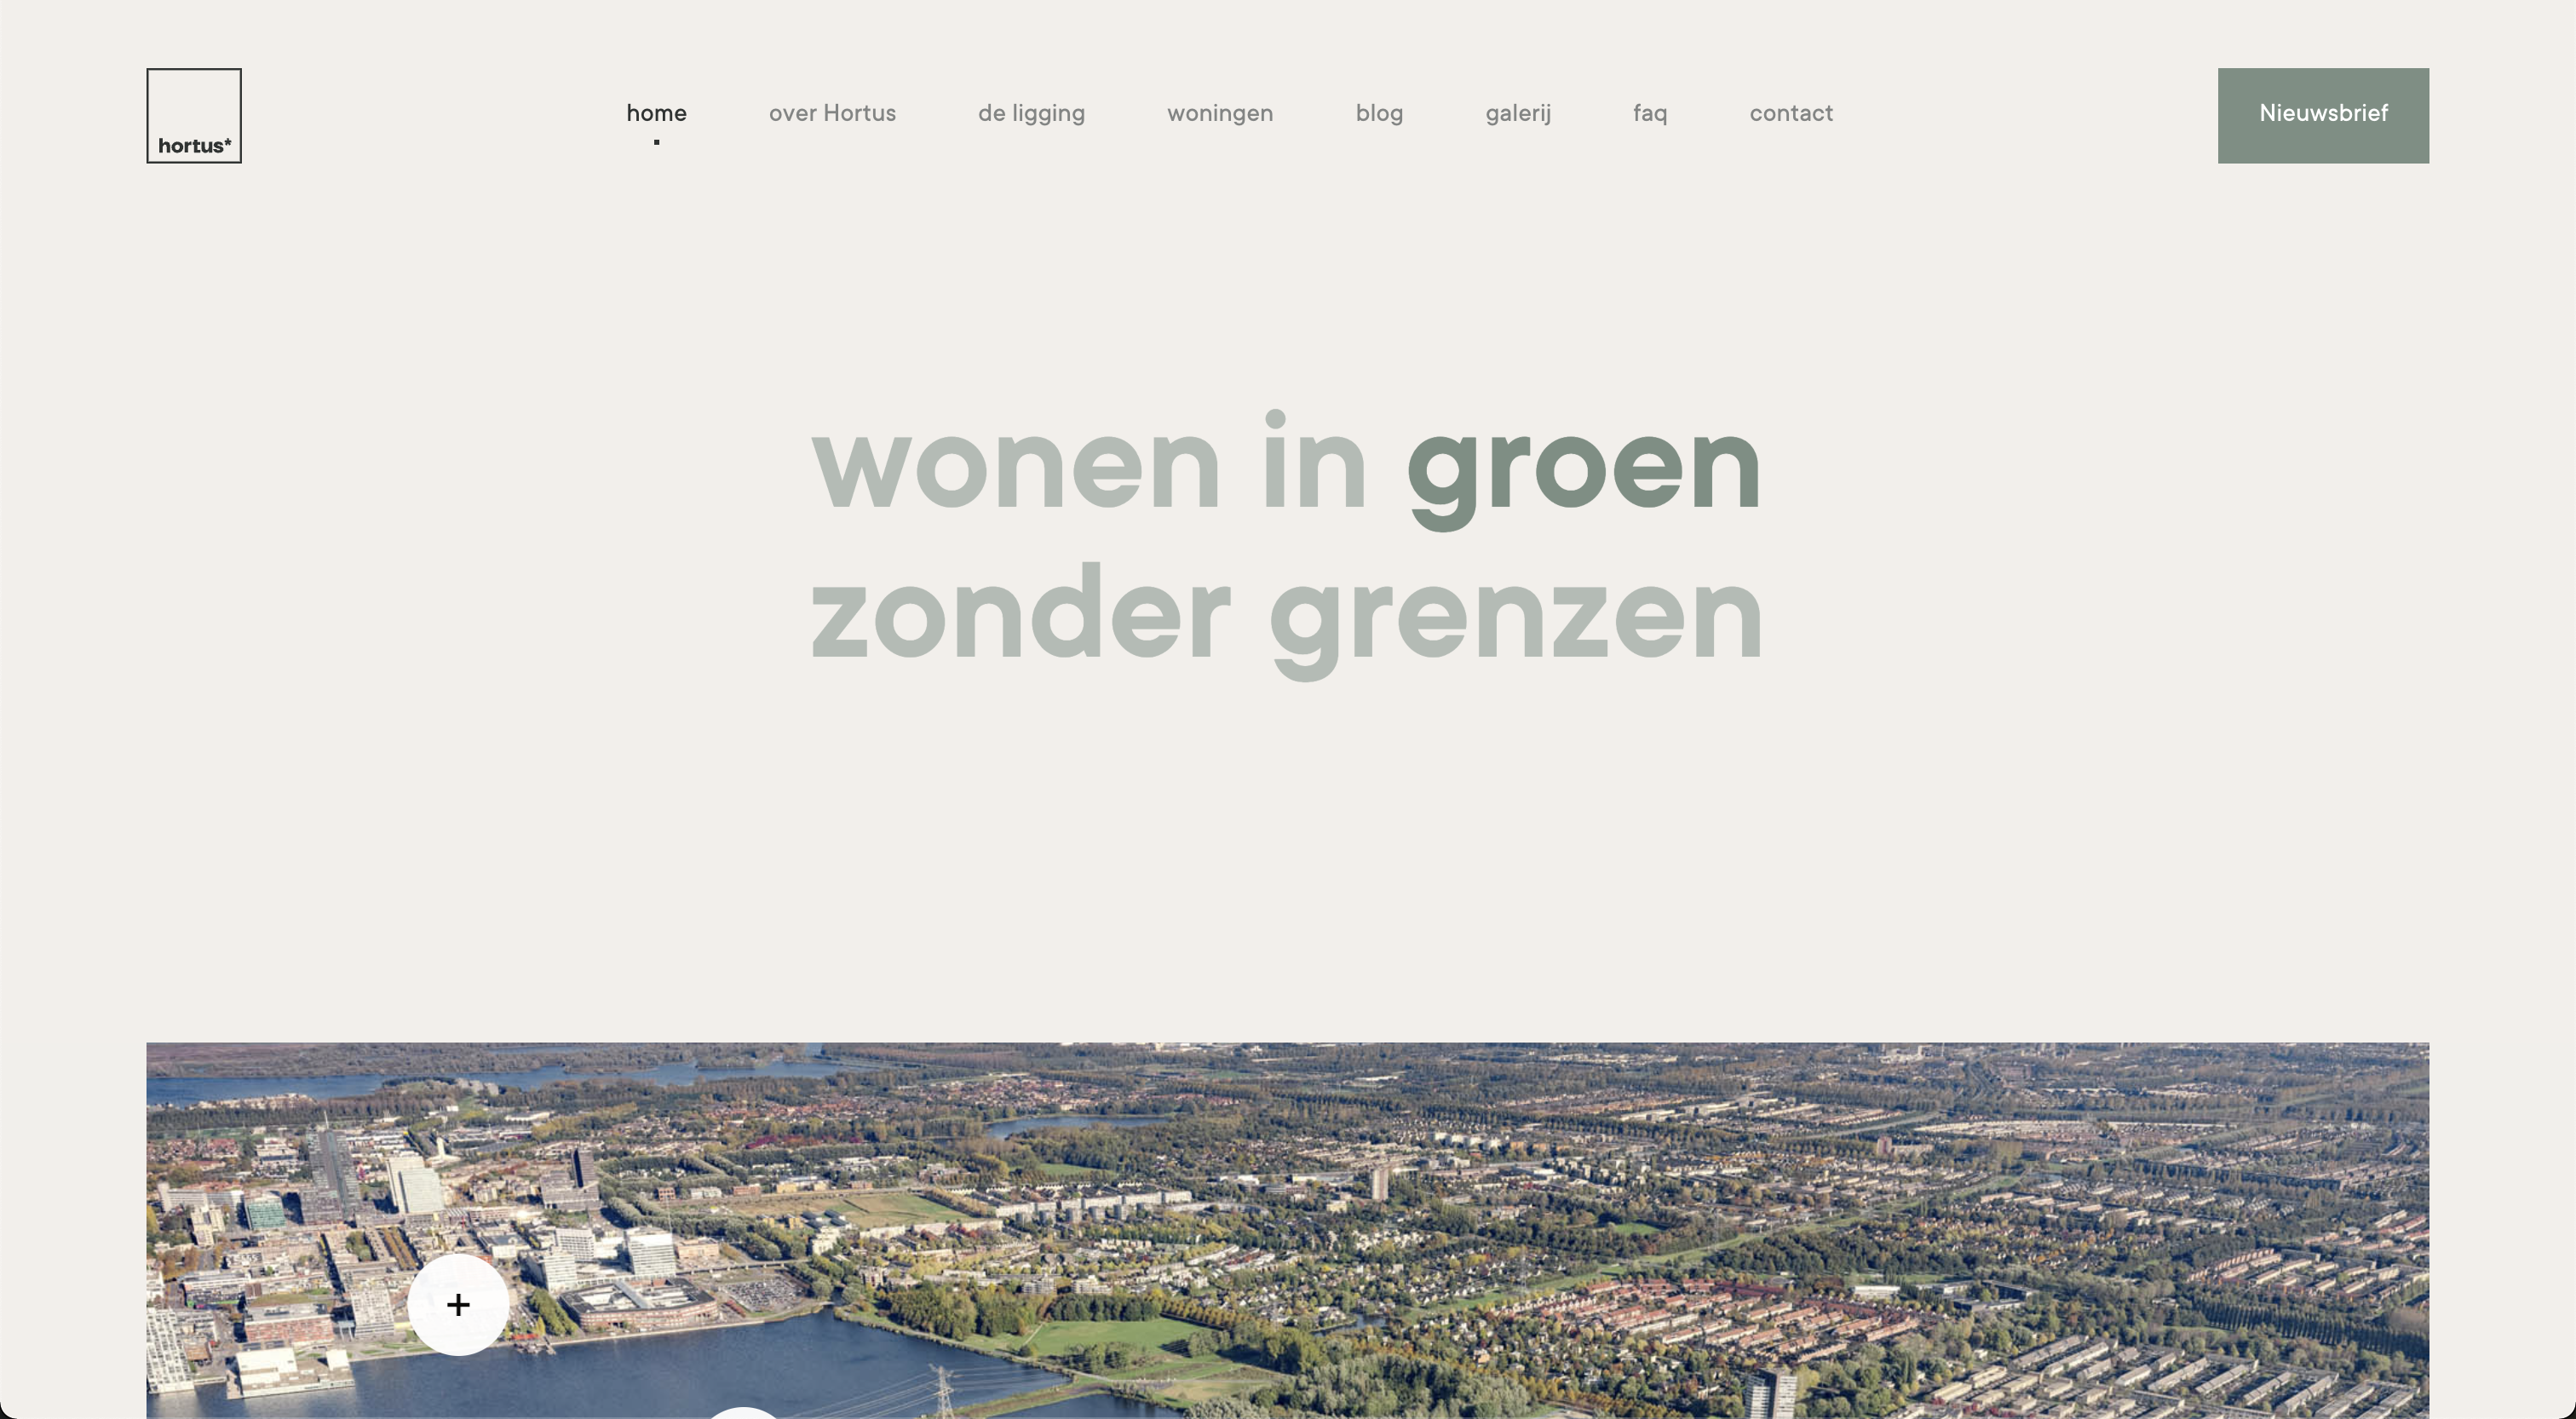 hortus*
home
over Hortus
de ligging
woningen
blog
galerij
faq
contact
Nieuwsbrief
wonen in groen
zonder grenzen
+